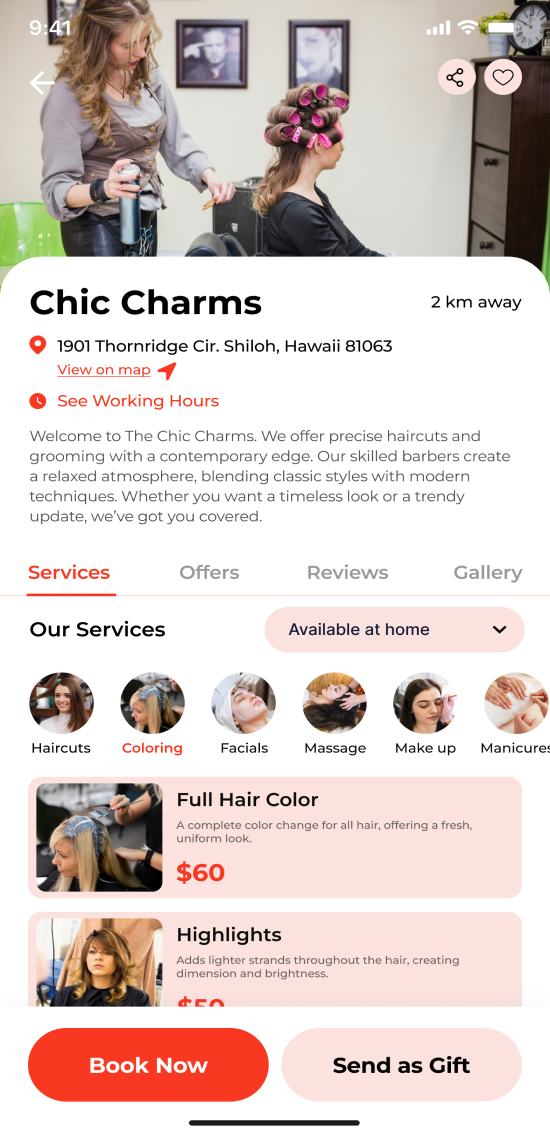 9:41
Chic Charms
2 km away
1901 Thornridge Cir. Shiloh, Hawaii 81063
View on map
See Working Hours
Welcome to The Chic Charms. We offer precise haircuts and
grooming with a contemporary edge. Our skilled barbers create
a relaxed atmosphere, blending classic styles with modern
techniques. Whether you want a timeless look or a trendy
update, we've got you covered.
Services Offers Reviews Gallery
Our Services
Available at home
Haircuts Coloring Facials Massage Make up Manicures
Full Hair Color
A complete color change for all hair, offering a fresh,
uniform look.
$60
Highlights
Adds lighter strands throughout the hair, creating
dimension and brightness.
$50
Book Now Send as Gift